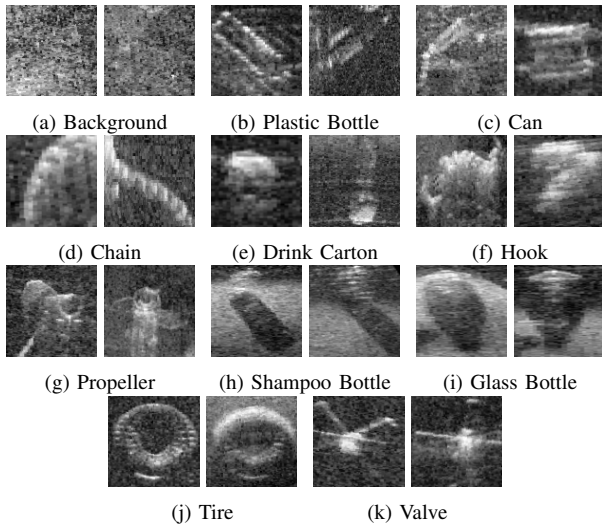 (a) Background (b) Plastic Bottle (c) Can
(d) Chain (e) Drink Carton (f) Hook
(g) Propeller (h) Shampoo Bottle (i) Glass Bottle
(j) Tire (k) Valve